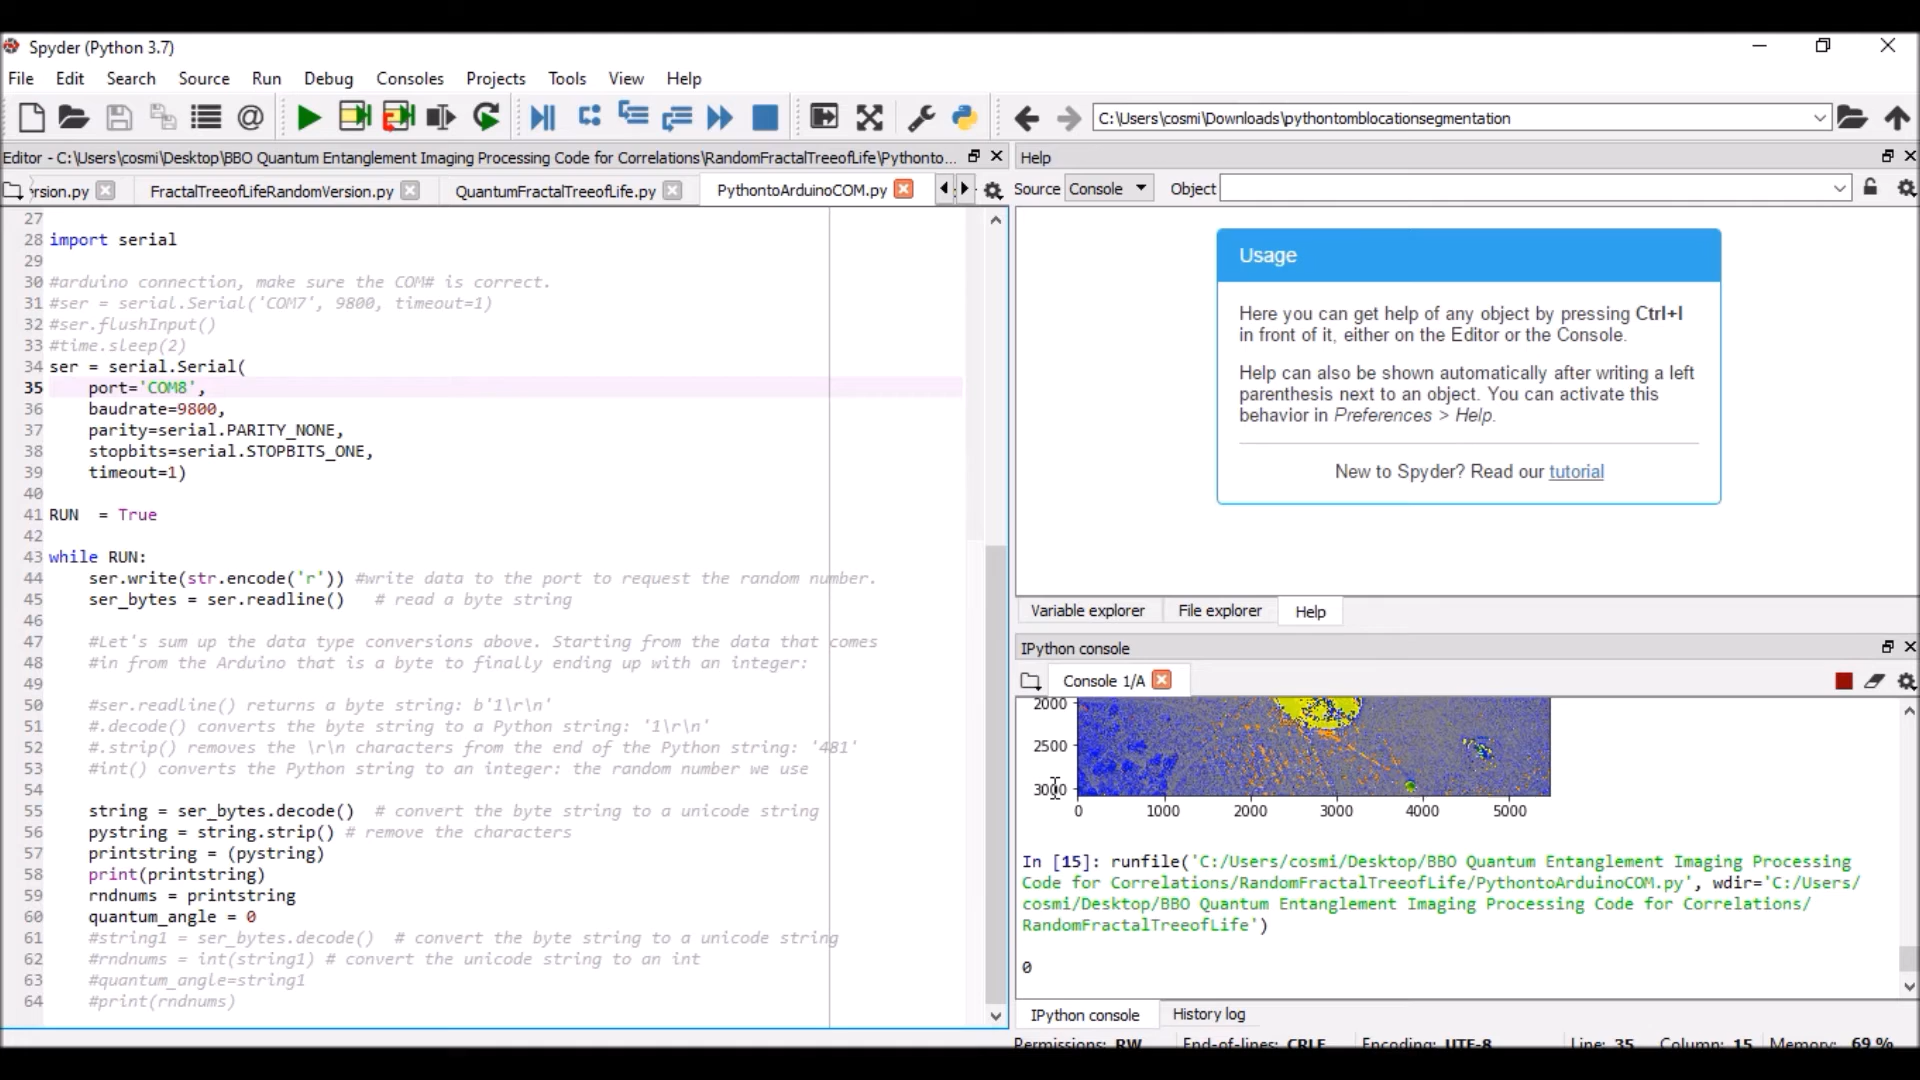 Spyder (Python 3.7)
File Edit Search Source Run Debug Consoles Projects Tools View Help
C:\Users\cosmi\Downloads\pythontomblocationsegmentation
Editor - C:\Users\cosmi\Desktop\BBO Quantum Entanglement Imaging Processing Code for Correlations\RandomFractalTreeofLife\Pythonto...
rsion.py FractalTreeofLifeRandomVersion.py QuantumFractalTreeofLife.py PythontoArduinoCOM.py
27
28 import serial
29
30 #arduino connection, make sure the COM# is correct.
31 #ser = serial.Serial('COM7', 9800, timeout=1)
32 #ser.flushInput()
33 #time.sleep(2)
34 ser = serial.Serial(
35 port='COM8',
36 baudrate=9800,
37 parity=serial.PARITY_NONE,
38 stopbits=serial.STOPBITS_ONE,
39 timeout=1)
40
41 RUN = True
42
43 while RUN:
44 ser.write(str.encode('r')) #write data to the port to request the random number.
45 ser_bytes = ser.readline() # read a byte string
46
47 #Let's sum up the data type conversions above. Starting from the data that comes
48 #in from the Arduino that is a byte to finally ending up with an integer:
49
50 #ser.readline() returns a byte string: b'1\r\n'
51 #.decode() converts the byte string to a Python string: '1\r\n'
52 #.strip() removes the \r\n characters from the end of the Python string: '481'
53 #int() converts the Python string to an integer: the random number we use
54
55 string = ser_bytes.decode() # convert the byte string to a unicode string
56 pystring = string.strip() # remove the characters
57 printstring = (pystring)
58 print(printstring)
59 rndnums = printstring
60 quantum_angle = 0
61 #string1 = ser_bytes.decode() # convert the byte string to a unicode string
62 #rndnums = int(string1) # convert the unicode string to an int
63 #quantum_angle=string1
64 #print(rndnums)
Help
Source Console Object
Usage
Here you can get help of any object by pressing Ctrl+I
in front of it, either on the Editor or the Console.
Help can also be shown automatically after writing a left
parenthesis next to an object. You can activate this
behavior in Preferences > Help.
New to Spyder? Read our tutorial
Variable explorer File explorer Help
IPython console
Console 1/A
2000
2500
3000
0 1000 2000 3000 4000 5000
In [15]: runfile('C:/Users/cosmi/Desktop/BBO Quantum Entanglement Imaging Processing
Code for Correlations/RandomFractalTreeofLife/PythontoArduinoCOM.py', wdir='C:/Users/
cosmi/Desktop/BBO Quantum Entanglement Imaging Processing Code for Correlations/
RandomFractalTreeofLife')
0
IPython console History log
Permissions: RW End-of-lines: CRLF Encoding: UTF-8 Line: 35 Column: 15 Memory: 69 %